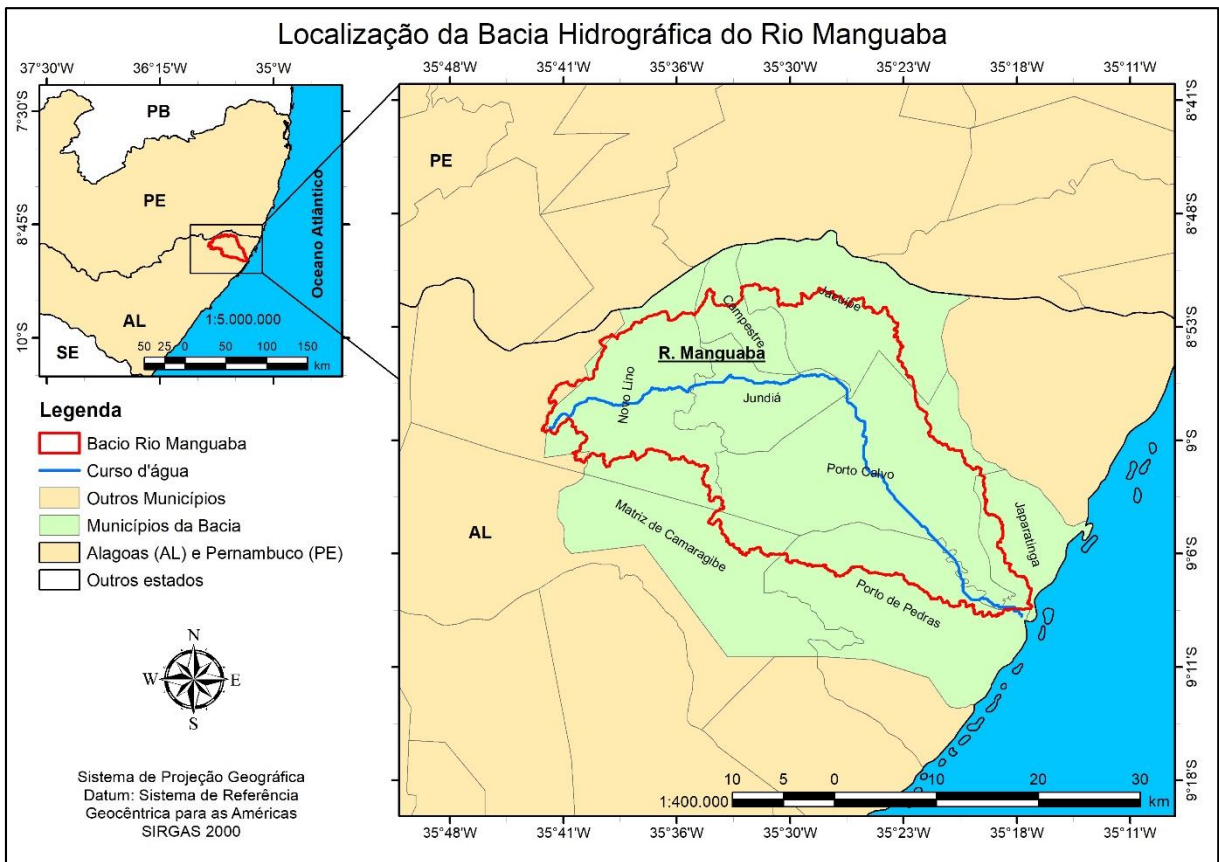 Localização da Bacia Hidrográfica do Rio Manguaba
37°30'W 36°15'W 35°W
7°30'S
8°45'S
10°S
PB
PE
AL
SE
Oceano Atlântico
1:5.000.000
50 25 0 50 100 150
km
Legenda
Bacio Rio Manguaba
Curso d'água
Outros Municípios
Municípios da Bacia
Alagoas (AL) e Pernambuco (PE)
Outros estados
N
W E
S
Sistema de Projeção Geográfica
Datum: Sistema de Referência
Geocêntrica para as Américas
SIRGAS 2000
35°48'W 35°41'W 35°36'W 35°30'W 35°23'W 35°18'W 35°11'W
8°41'S
8°48'S
8°53'S
9°S
9°6'S
9°11'S
9°18'S
PE
Jacuípe
Campestre
R. Manguaba
Novo Lino
Jundiá
Porto Calvo
Japaratinga
Matriz de Camaragibe
AL
Porto de Pedras
10 5 0 10 20 30
1:400.000
km
35°48'W 35°41'W 35°36'W 35°30'W 35°23'W 35°18'W 35°11'W